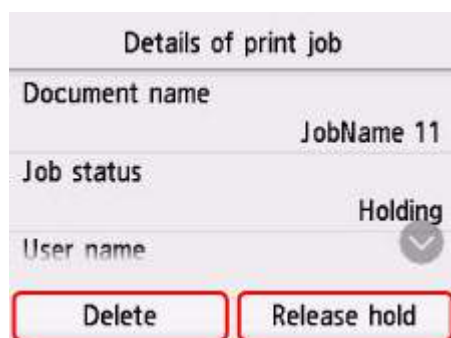 Details of print job
Document name
JobName 11
Job status
Holding
User name
Delete
Release hold